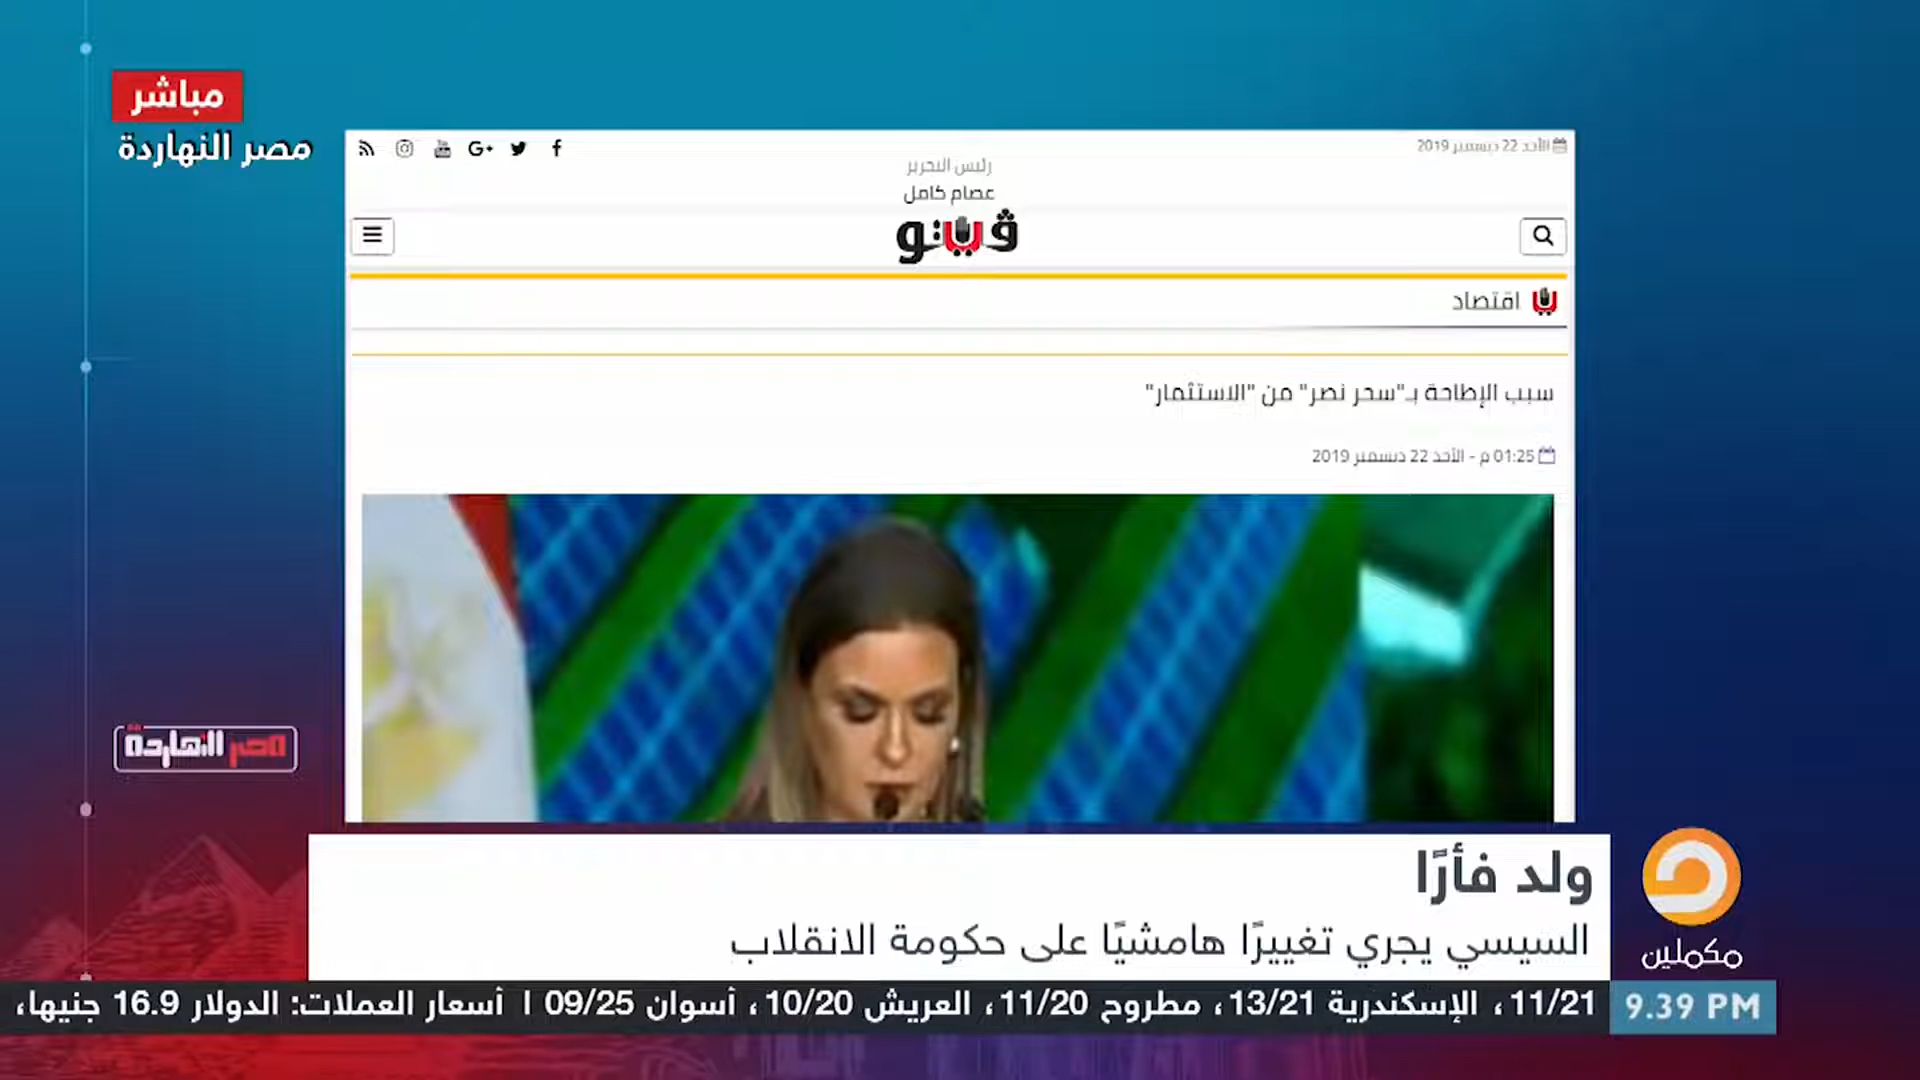 مباشر
مصر النهاردة
الأحد 22 ديسمبر 2019
رئيس التحرير
عصام كامل
ڤيتو
اقتصاد
سبب الإطاحة بـ"سحر نصر" من "الاستثمار"
01:25 م - الأحد 22 ديسمبر 2019
مصر النهاردة
ولد فأرًا
السيسي يجري تغييرًا هامشيًا على حكومة الانقلاب
مكملين
11/21، الإسكندرية 13/21، مطروح 11/20، العريش 10/20، أسوان 09/25 | أسعار العملات: الدولار 16.9 جنيها،
9.39 PM